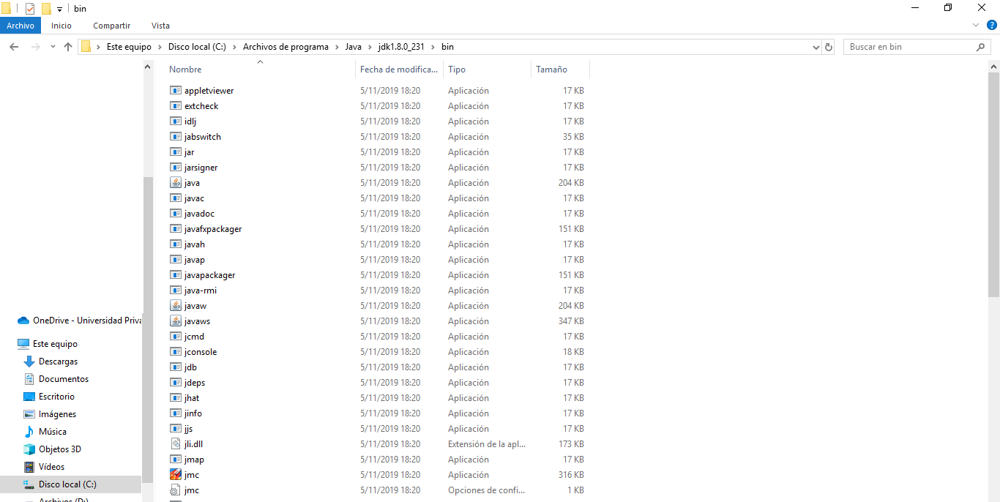 bin
Archivo Inicio Compartir Vista
Este equipo Disco local (C:) Archivos de programa Java jdk1.8.0_231 bin Buscar en bin
Nombre Fecha de modifica... Tipo Tamaño
appletviewer 5/11/2019 18:20 Aplicación 17 KB
extcheck 5/11/2019 18:20 Aplicación 17 KB
idlj 5/11/2019 18:20 Aplicación 17 KB
jabswitch 5/11/2019 18:20 Aplicación 35 KB
jar 5/11/2019 18:20 Aplicación 17 KB
jarsigner 5/11/2019 18:20 Aplicación 17 KB
java 5/11/2019 18:20 Aplicación 204 KB
javac 5/11/2019 18:20 Aplicación 17 KB
javadoc 5/11/2019 18:20 Aplicación 17 KB
javafxpackager 5/11/2019 18:20 Aplicación 151 KB
javah 5/11/2019 18:20 Aplicación 17 KB
javap 5/11/2019 18:20 Aplicación 17 KB
javapackager 5/11/2019 18:20 Aplicación 151 KB
java-rmi 5/11/2019 18:20 Aplicación 17 KB
javaw 5/11/2019 18:20 Aplicación 204 KB
javaws 5/11/2019 18:20 Aplicación 347 KB
jcmd 5/11/2019 18:20 Aplicación 17 KB
jconsole 5/11/2019 18:20 Aplicación 18 KB
jdb 5/11/2019 18:20 Aplicación 17 KB
jdeps 5/11/2019 18:20 Aplicación 17 KB
jhat 5/11/2019 18:20 Aplicación 17 KB
jinfo 5/11/2019 18:20 Aplicación 17 KB
jjs 5/11/2019 18:20 Aplicación 17 KB
jli.dll 5/11/2019 18:20 Extensión de la apl... 173 KB
jmap 5/11/2019 18:20 Aplicación 17 KB
jmc 5/11/2019 18:20 Aplicación 316 KB
jmc 5/11/2019 18:20 Opciones de confi... 1 KB
OneDrive - Universidad Priva
Este equipo
Descargas
Documentos
Escritorio
Imágenes
Música
Objetos 3D
Vídeos
Disco local (C:)
Archivos (D:)